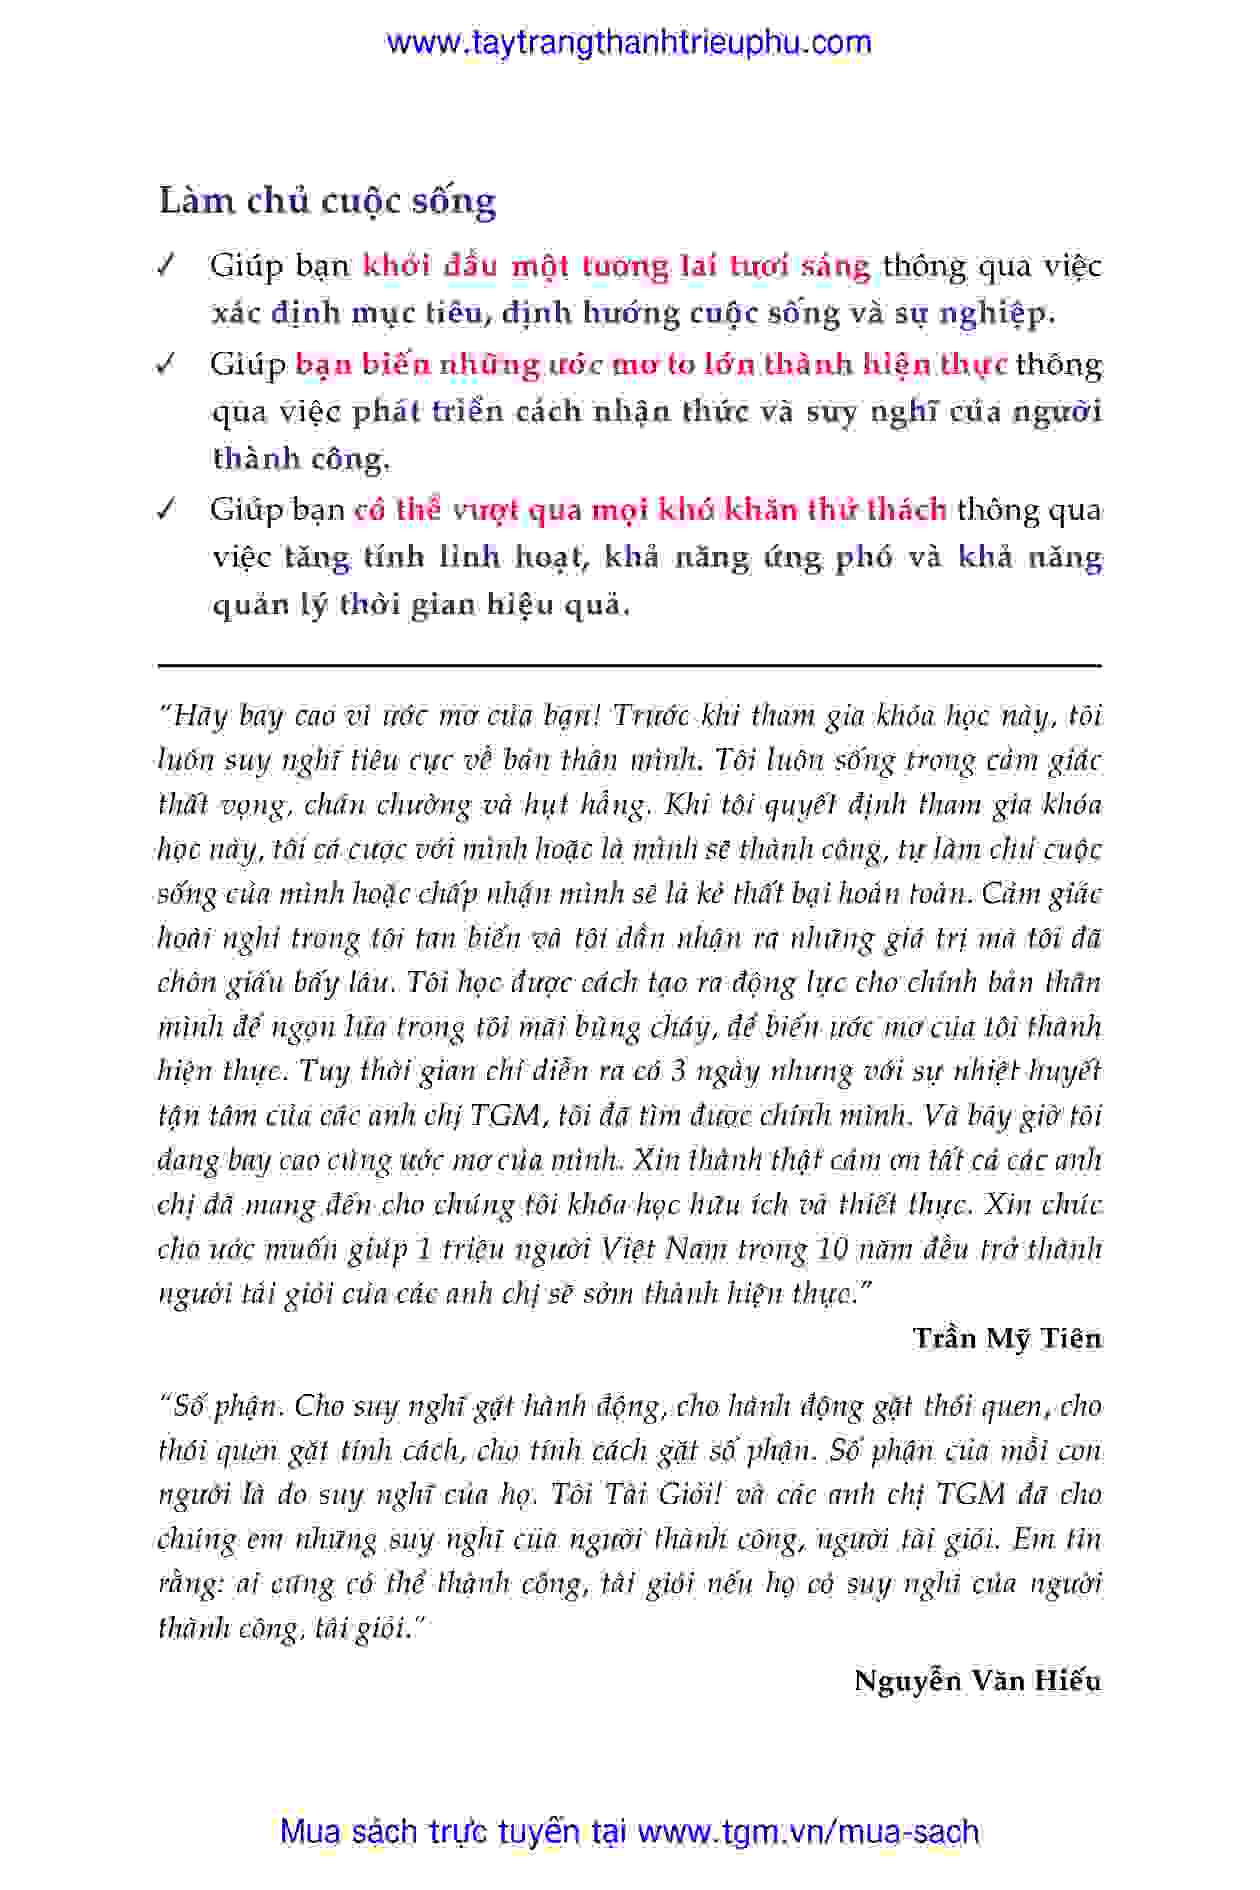 www.taytrangthanhtrieuphu.com
Làm chủ cuộc sống
✓ Giúp bạn khởi đầu một tương lai tươi sáng thông qua việc
xác định mục tiêu, định hướng cuộc sống và sự nghiệp.
✓ Giúp bạn biến những ước mơ to lớn thành hiện thực thông
qua việc phát triển cách nhận thức và suy nghĩ của người
thành công.
✓ Giúp bạn có thể vượt qua mọi khó khăn thử thách thông qua
việc tăng tính linh hoạt, khả năng ứng phó và khả năng
quản lý thời gian hiệu quả.
“Hãy bay cao vì ước mơ của bạn! Trước khi tham gia khóa học này, tôi
luôn suy nghĩ tiêu cực về bản thân mình. Tôi luôn sống trong cảm giác
thất vọng, chán chường và hụt hẫng. Khi tôi quyết định tham gia khóa
học này, tôi cá cược với mình hoặc là mình sẽ thành công, tự làm chủ cuộc
sống của mình hoặc chấp nhận mình sẽ là kẻ thất bại hoàn toàn. Cảm giác
hoài nghi trong tôi tan biến và tôi dần nhận ra những giá trị mà tôi đã
chôn giấu bấy lâu. Tôi học được cách tạo ra động lực cho chính bản thân
mình để ngọn lửa trong tôi mãi bùng cháy, để biến ước mơ của tôi thành
hiện thực. Tuy thời gian chỉ diễn ra có 3 ngày nhưng với sự nhiệt huyết
tận tâm của các anh chị TGM, tôi đã tìm được chính mình. Và bây giờ tôi
đang bay cao cùng ước mơ của mình. Xin thành thật cảm ơn tất cả các anh
chị đã mang đến cho chúng tôi khóa học hữu ích và thiết thực. Xin chúc
cho ước muốn giúp 1 triệu người Việt Nam trong 10 năm đều trở thành
người tài giỏi của các anh chị sẽ sởm thành hiện thực.”
Trần Mỹ Tiên
“Số phận. Cho suy nghĩ gặt hành động, cho hành động gặt thói quen, cho
thói quen gặt tính cách, cho tính cách gặt số phận. Số phận của mỗi con
người là do suy nghĩ của họ. Tôi Tài Giỏi! và các anh chị TGM đã cho
chúng em những suy nghĩ của người thành công, người tài giỏi. Em tin
rằng: ai cũng có thể thành công, tài giỏi nếu họ có suy nghĩ của người
thành công, tài giỏi.”
Nguyễn Văn Hiếu
Mua sách trực tuyến tại www.tgm.vn/mua-sach